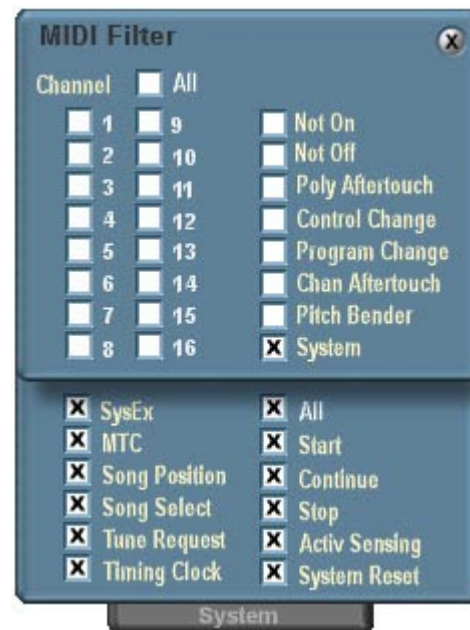 MIDI Filter X
Channel All
1 9 Not On
2 10 Not Off
3 11 Poly Aftertouch
4 12 Control Change
5 13 Program Change
6 14 Chan Aftertouch
7 15 Pitch Bender
8 16 X System
X SysEx X All
X MTC X Start
X Song Position X Continue
X Song Select X Stop
X Tune Request X Activ Sensing
X Timing Clock X System Reset
System